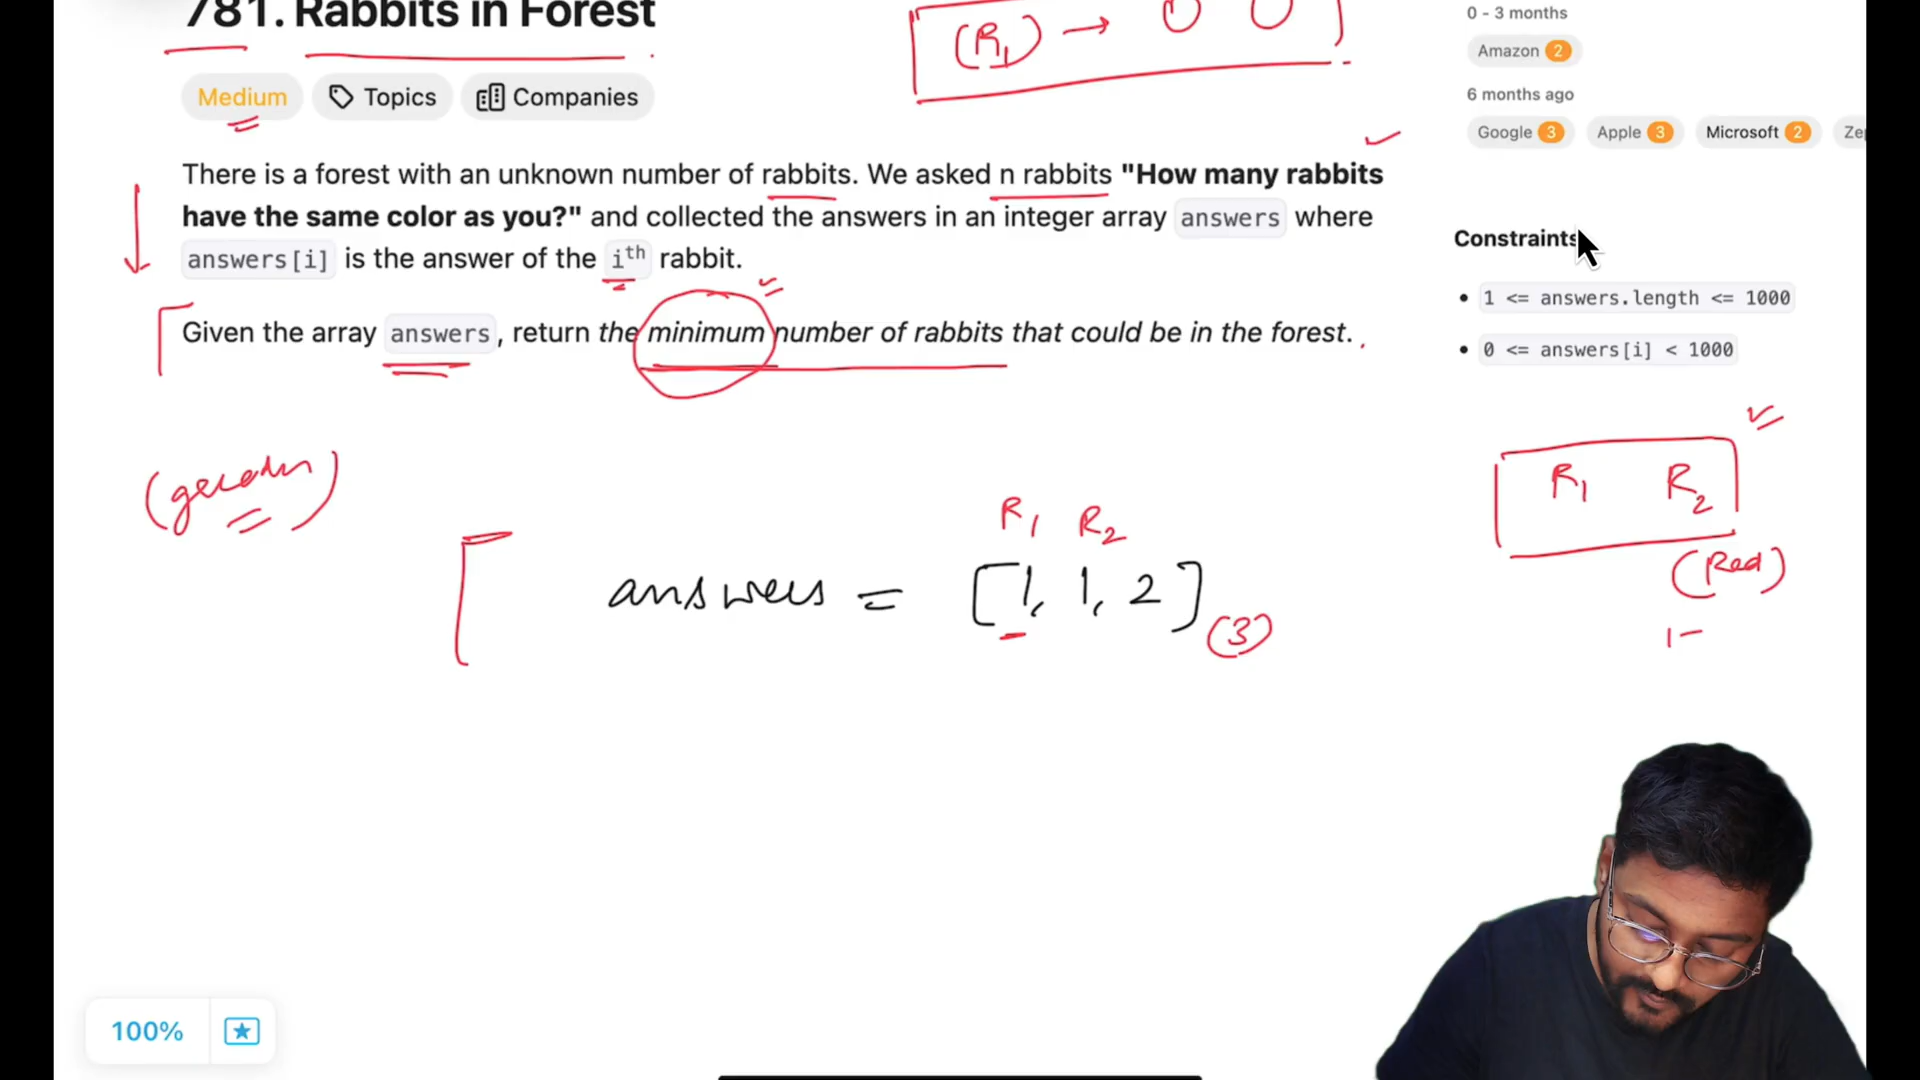 781. Rabbits in Forest
(R1) →
Medium Topics Companies
There is a forest with an unknown number of rabbits. We asked n rabbits "How many rabbits
have the same color as you?" and collected the answers in an integer array answers where
answers[i] is the answer of the ith rabbit.
Given the array answers, return the minimum number of rabbits that could be in the forest.
0 - 3 months
Amazon 2
6 months ago
Google 3 Apple 3 Microsoft 2
Constraints
• 1 <= answers.length <= 1000
• 0 <= answers[i] < 1000
R1 R2
(Red)
1-
R1 R2
answers = [1, 1, 2]
(3)
100%